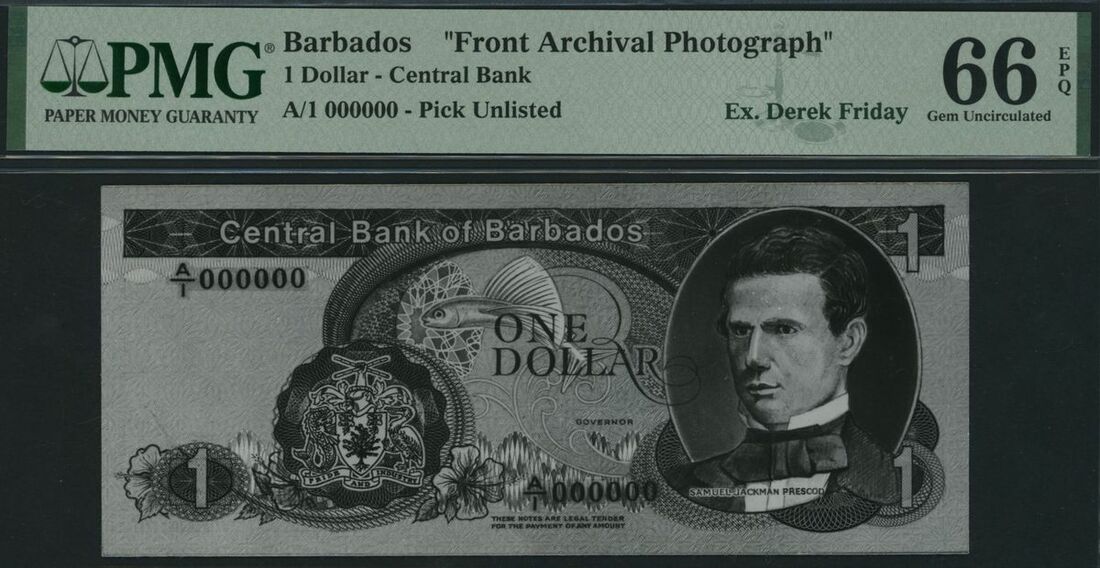 PMG®
PAPER MONEY GUARANTY
Barbados "Front Archival Photograph"
1 Dollar - Central Bank
A/1 000000 - Pick Unlisted
Ex. Derek Friday
66
EPQ
Gem Uncirculated
Central Bank of Barbados
1
A/1 000000
ONE
DOLLAR
GOVERNOR
PRIDE AND INDUSTRY
1
A/1 000000
SAMUEL JACKMAN PRESCOD
1
THESE NOTES ARE LEGAL TENDER
FOR THE PAYMENT OF ANY AMOUNT